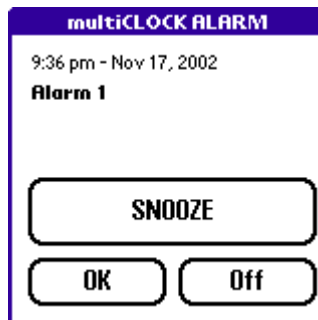 multiCLOCK ALARM
9:36 pm - Nov 17, 2002
Alarm 1
SNOOZE
OK Off